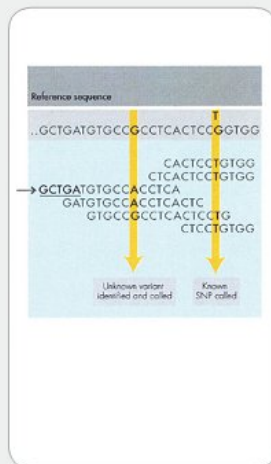 Reference sequence
T
..GCTGATGTGCCGCCTCACTCCGGTGG
CACTCCTGTGG
CTCACTCCTGTGG
GCTGATGTGCCACCTCA
GATGTGCCACCTCACTC
GTGCCGCCTCACTCCTG
CTCCTGTGG
Unknown variant
identified and called
Known
SNP called